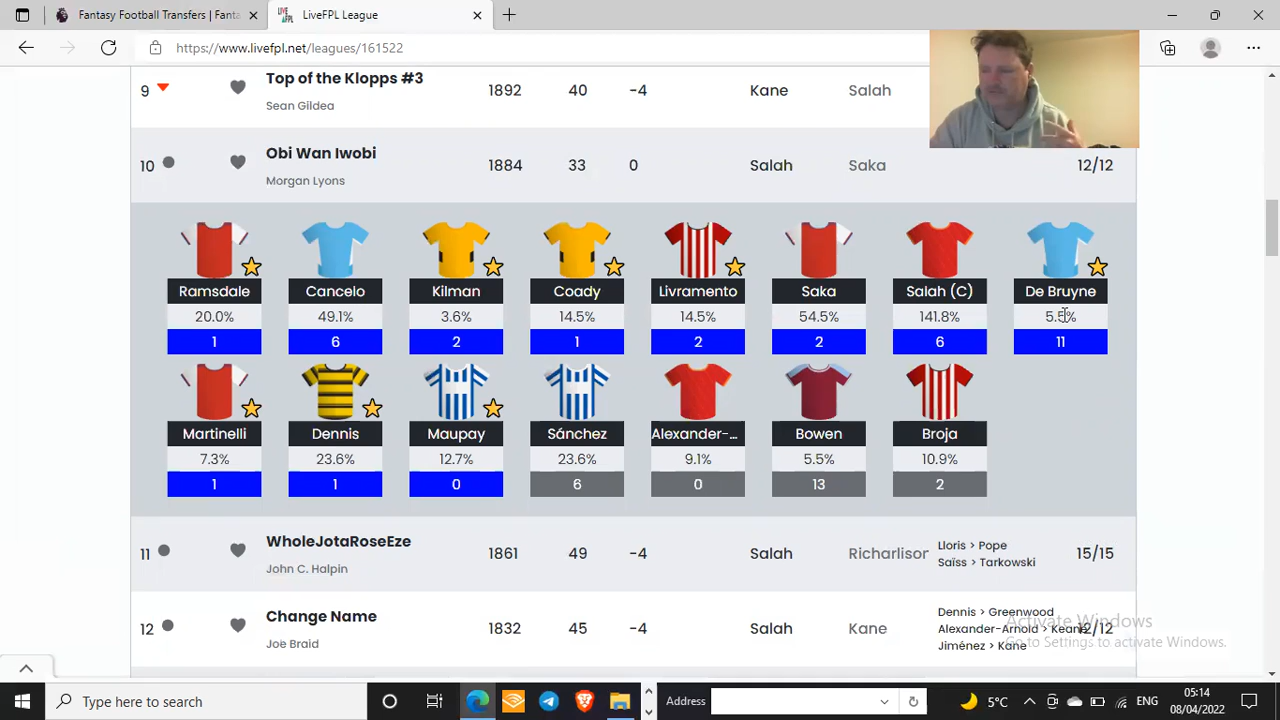 Fantasy Football Transfers | Fanta
LiveFPL League
https://www.livefpl.net/leagues/161522
9 Top of the Klopps #3 1892 40 -4 Kane Salah
Sean Gildea
10 Obi Wan Iwobi 1884 33 0 Salah Saka 12/12
Morgan Lyons
Ramsdale Cancelo Kilman Coady Livramento Saka Salah (C) De Bruyne
20.0% 49.1% 3.6% 14.5% 14.5% 54.5% 141.8% 5.5%
1 6 2 1 2 2 6 11
Martinelli Dennis Maupay Sánchez Alexander-... Bowen Broja
7.3% 23.6% 12.7% 23.6% 9.1% 5.5% 10.9%
1 1 0 6 0 13 2
11 WholeJotaRoseEze 1861 49 -4 Salah Richarlison 15/15
Lloris > Pope
Saïss > Tarkowski
John C. Halpin
12 Change Name 1832 45 -4 Salah Kane 12/12
Dennis > Greenwood
Alexander-Arnold > Keane
Jiménez > Kane
Joe Braid
Activate Windows
Go to Settings to activate Windows.
Type here to search
Address
5°C
ENG
05:14
08/04/2022